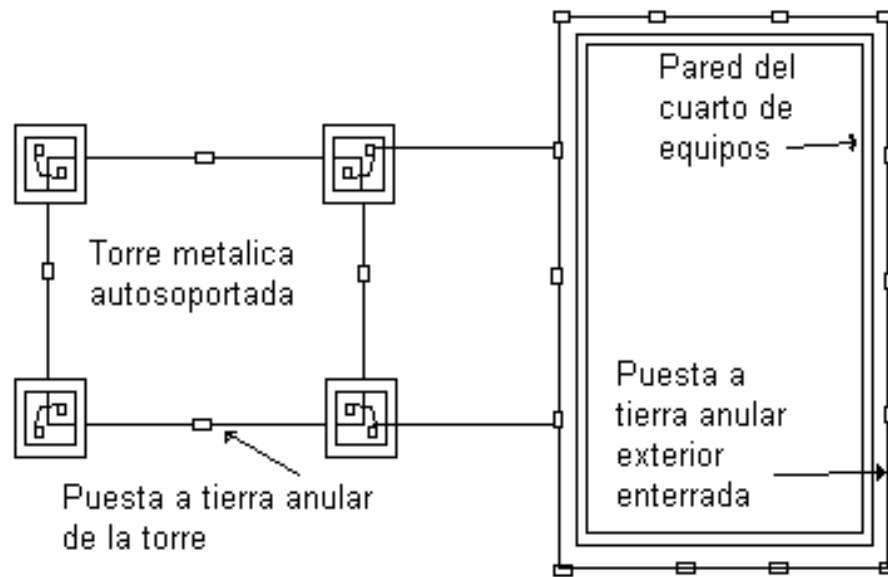 Pared del
cuarto de
equipos
Torre metalica
autosoportada
Puesta a
tierra anular
exterior
enterrada
Puesta a tierra anular
de la torre